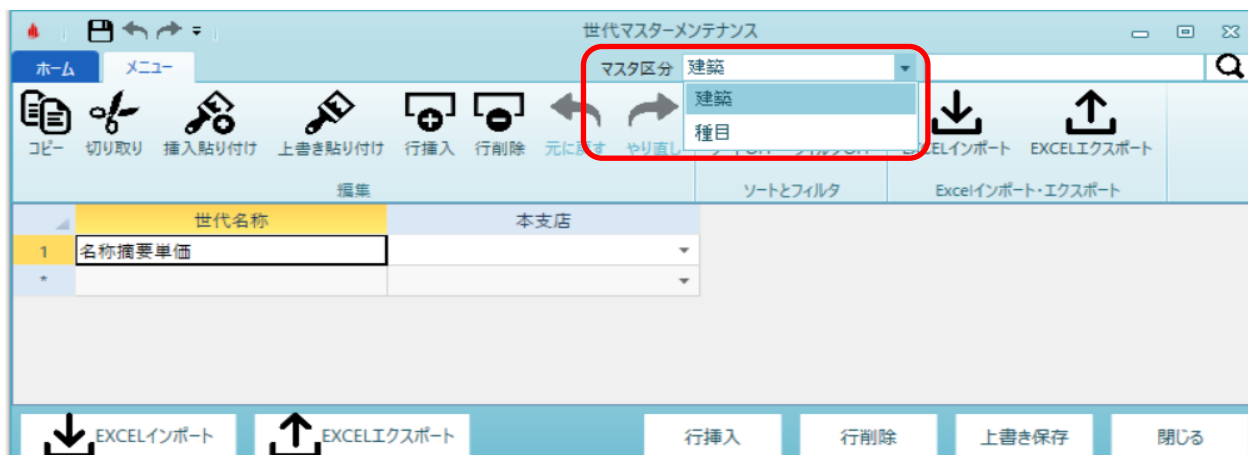 世代マスターメンテナンス
ホーム メニュー マスタ区分 建築
建築
種目
コピー 切り取り 挿入貼り付け 上書き貼り付け 行挿入 行削除 元に戻す やり直し EXCELインポート EXCELエクスポート
編集 ソートとフィルタ Excelインポート・エクスポート
世代名称 本支店
1 名称摘要単価
*
EXCELインポート EXCELエクスポート 行挿入 行削除 上書き保存 閉じる